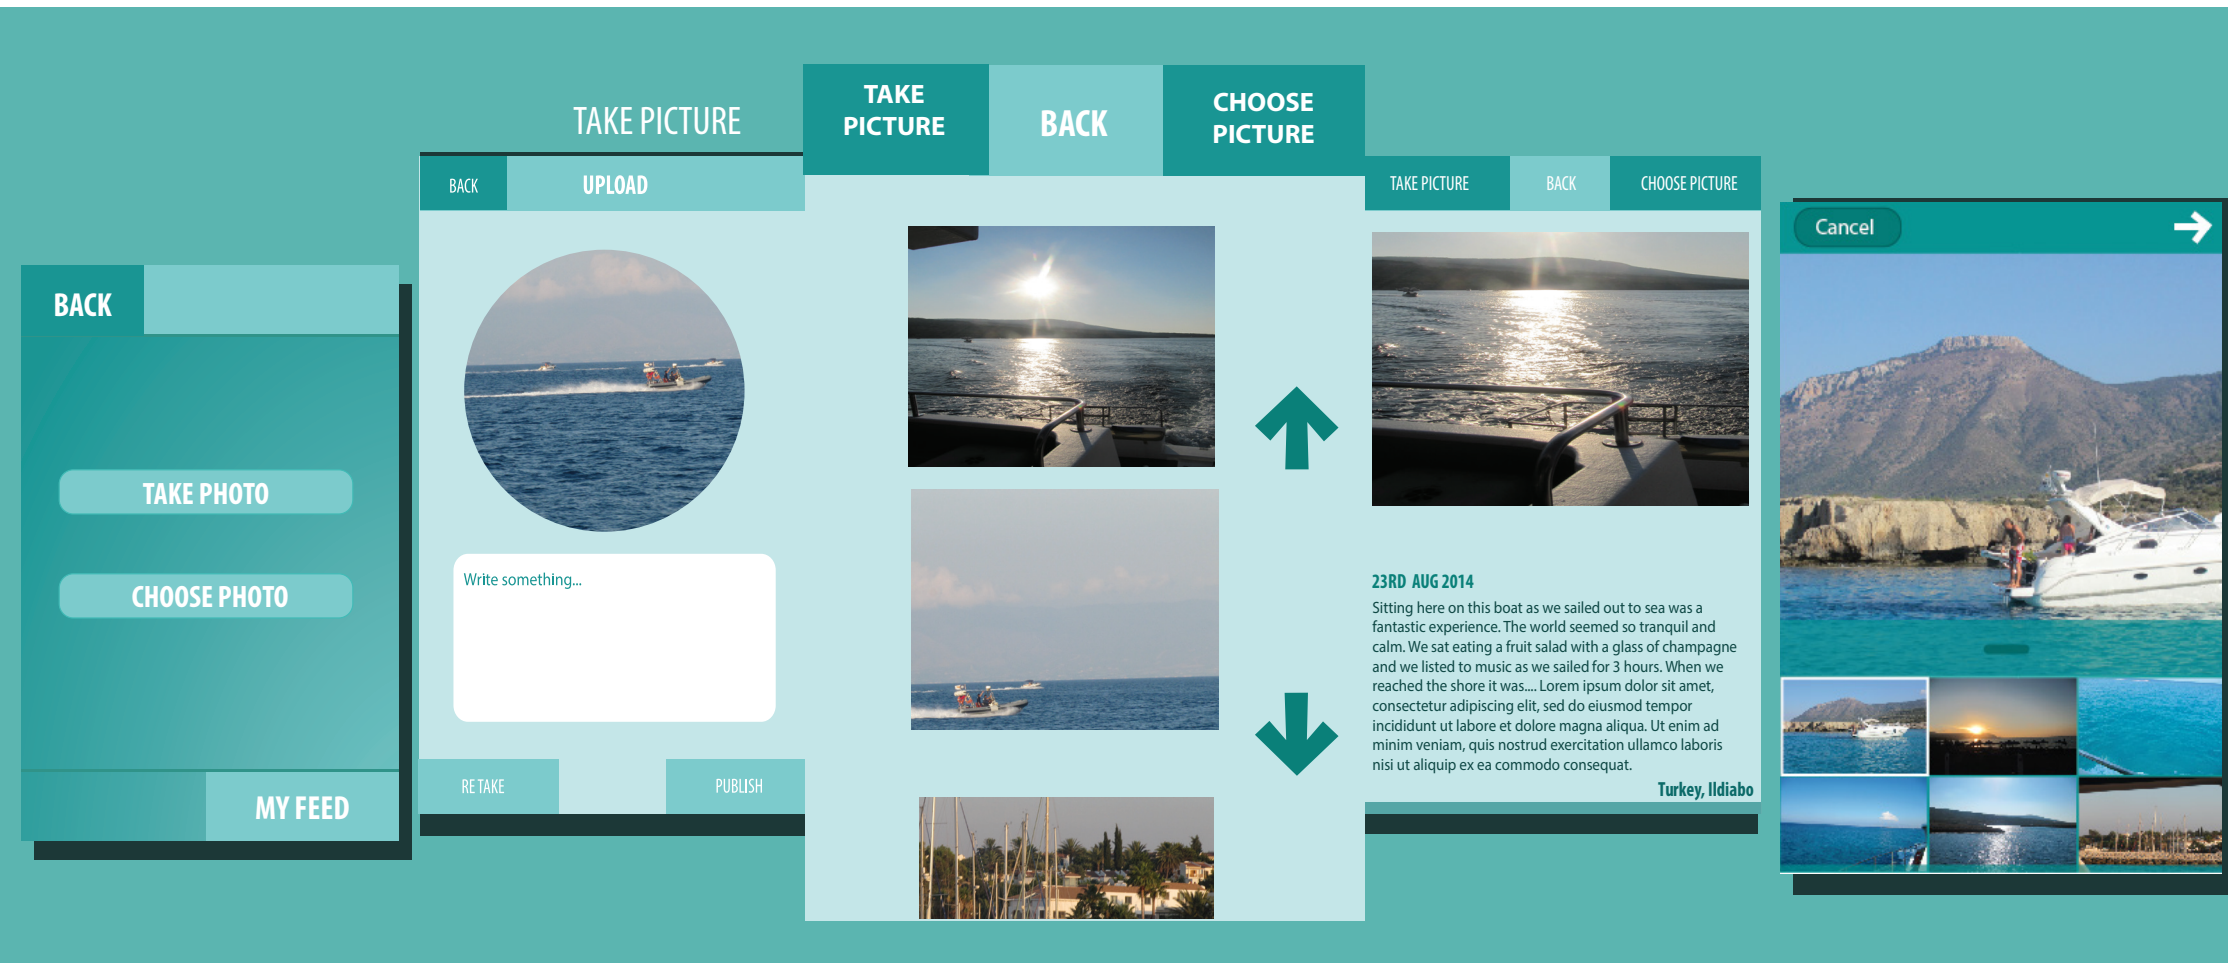 BACK
TAKE PHOTO
CHOOSE PHOTO
MY FEED
TAKE PICTURE
BACK
UPLOAD
Write something...
RE TAKE
PUBLISH
TAKE
PICTURE
BACK
CHOOSE
PICTURE
TAKE PICTURE
BACK
CHOOSE PICTURE
23RD AUG 2014
Sitting here on this boat as we sailed out to sea was a
fantastic experience. The world seemed so tranquil and
calm. We sat eating a fruit salad with a glass of champagne
and we listed to music as we sailed for 3 hours. When we
reached the shore it was.... Lorem ipsum dolor sit amet,
consectetur adipiscing elit, sed do eiusmod tempor
incididunt ut labore et dolore magna aliqua. Ut enim ad
minim veniam, quis nostrud exercitation ullamco laboris
nisi ut aliquip ex ea commodo consequat.
Turkey, Ildiabo
Cancel